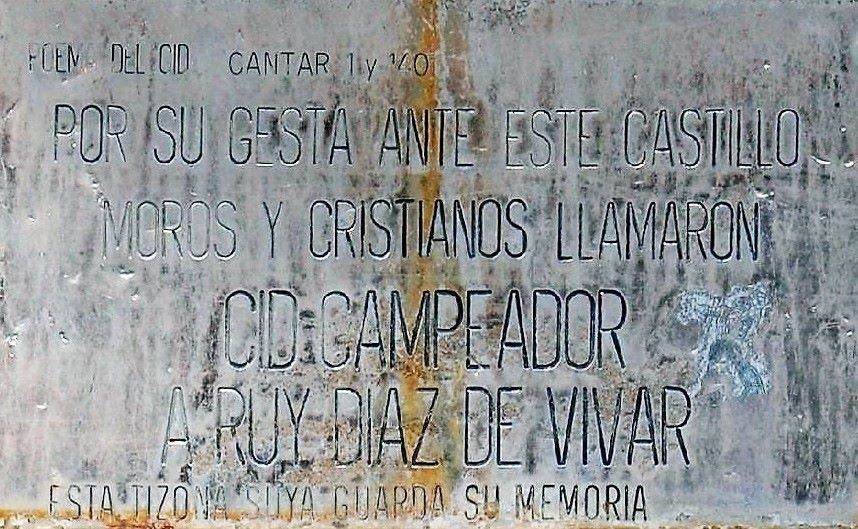 POEMA DEL CID CANTAR 1 y 140
POR SU GESTA ANTE ESTE CASTILLO
MOROS Y CRISTIANOS LLAMARON
CID CAMPEADOR
A RUY DIAZ DE VIVAR
ESTA TIZONA SUYA GUARDA SU MEMORIA